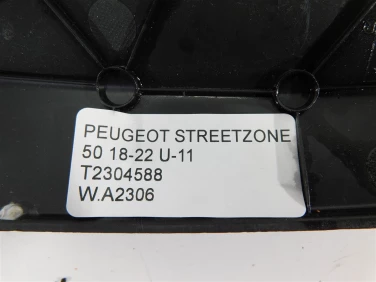 PEUGEOT STREETZONE
50 18-22 U-11
T2304588
W.A2306